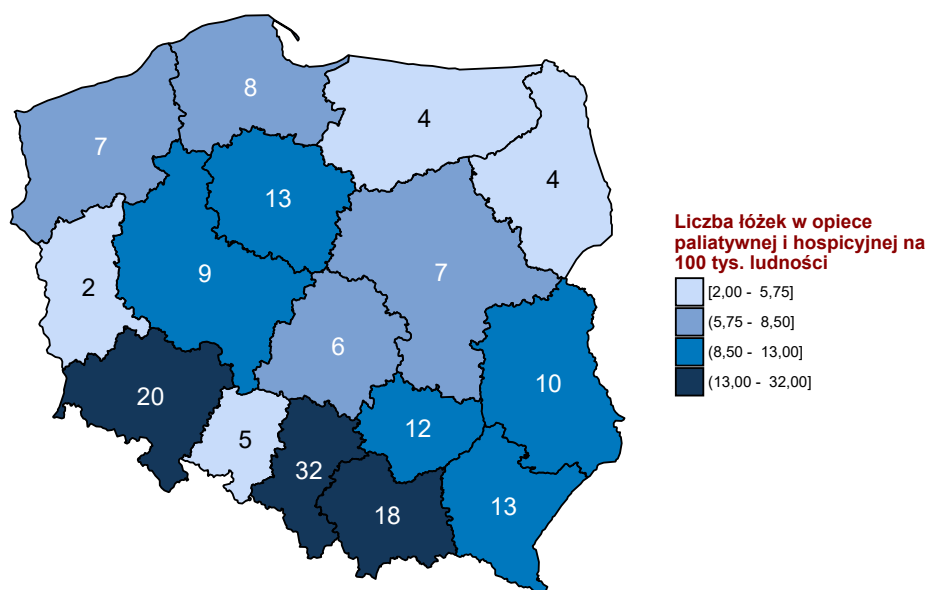 8
4
7
4
13
Liczba łóżek w opiece
paliatywnej i hospicyjnej na
100 tys. ludności
[2,00 - 5,75]
(5,75 - 8,50]
(8,50 - 13,00]
(13,00 - 32,00]
9
7
2
6
10
20
12
5
32
18
13